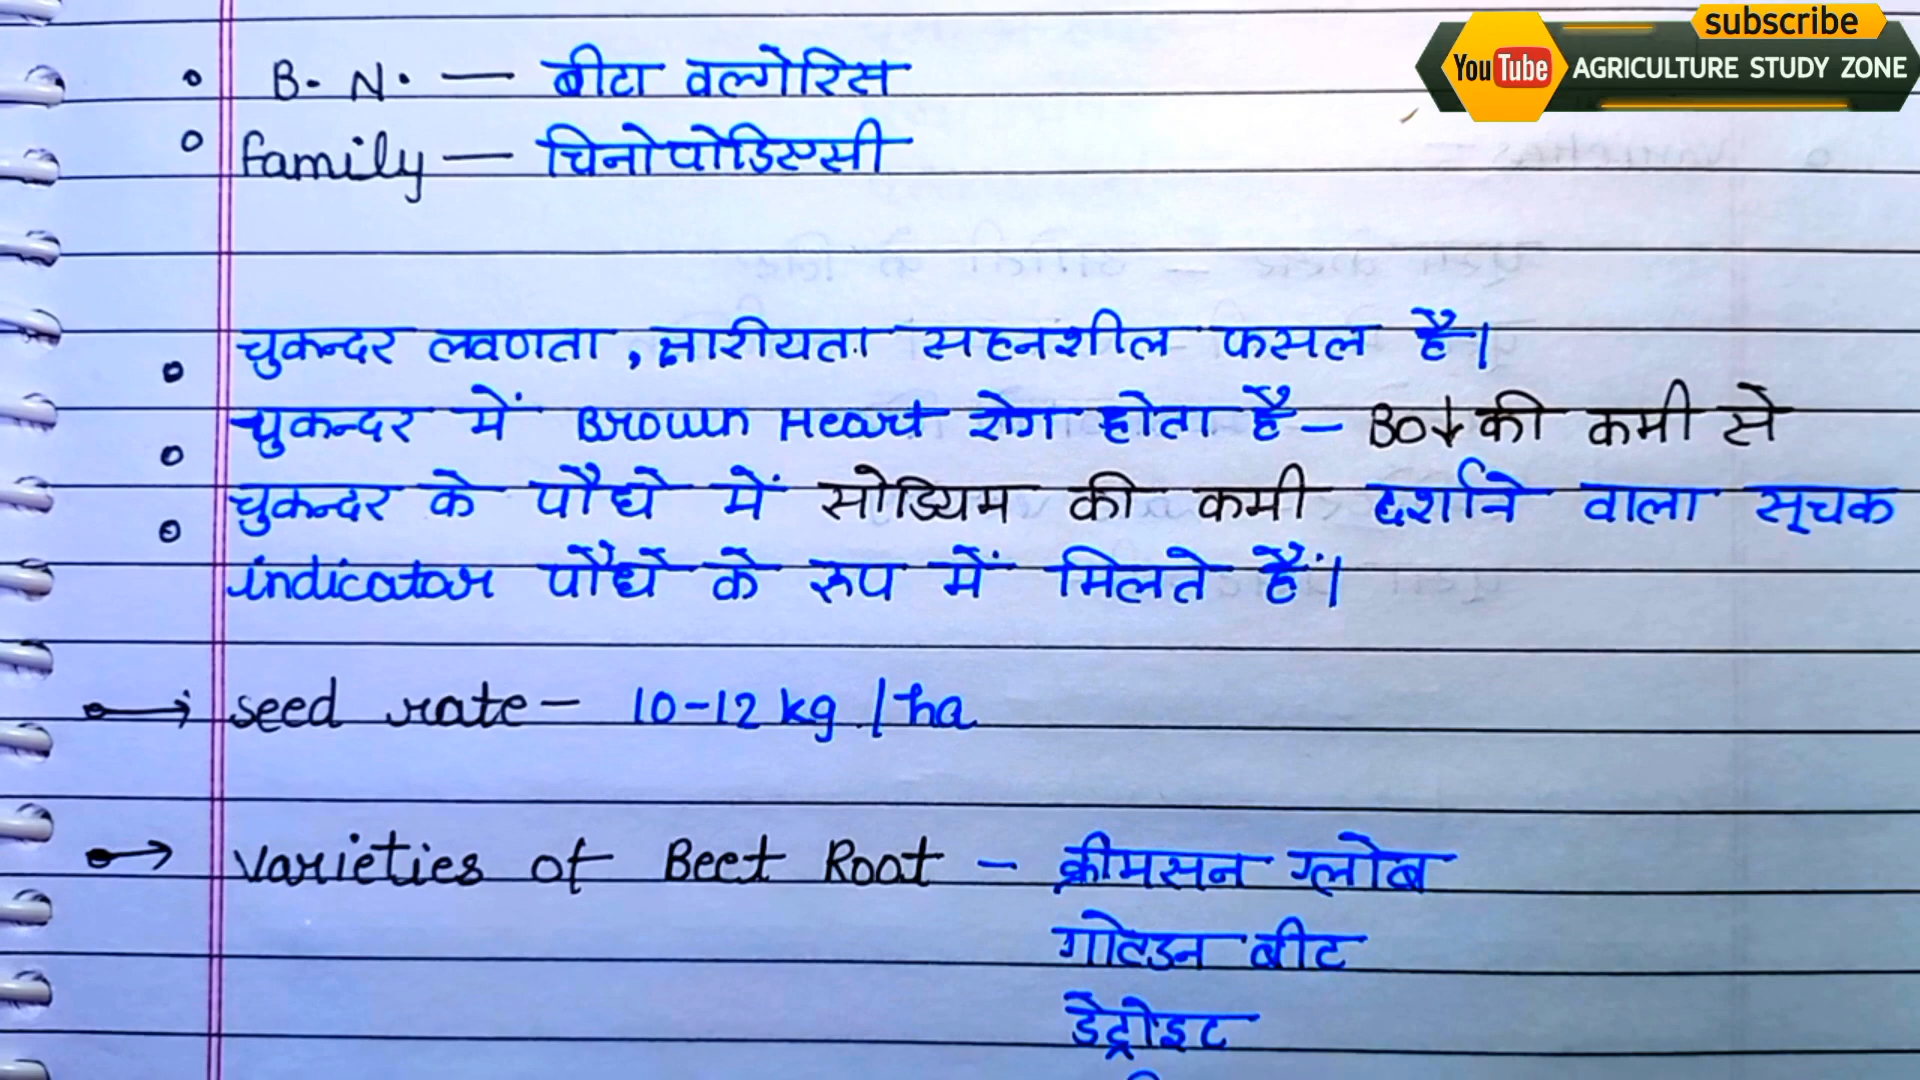 subscribe
YouTube AGRICULTURE STUDY ZONE
B. N. — बीटा वल्गेरिस
family — चिनोपोडिएसी
चुकन्दर लवणता, क्षारीयता सहनशील फसल है।
चुकन्दर में Brown Heart रोग होता है – Bo↓ की कमी से
चुकन्दर के पौधे में सोडियम की कमी दर्शाने वाला सूचक
indicator पौधे के रूप में मिलते हैं।
→ seed rate – 10-12 kg / ha
→ varieties of Beet Root – क्रीमसन ग्लोब
गोल्डन बीट
डेट्रोइट